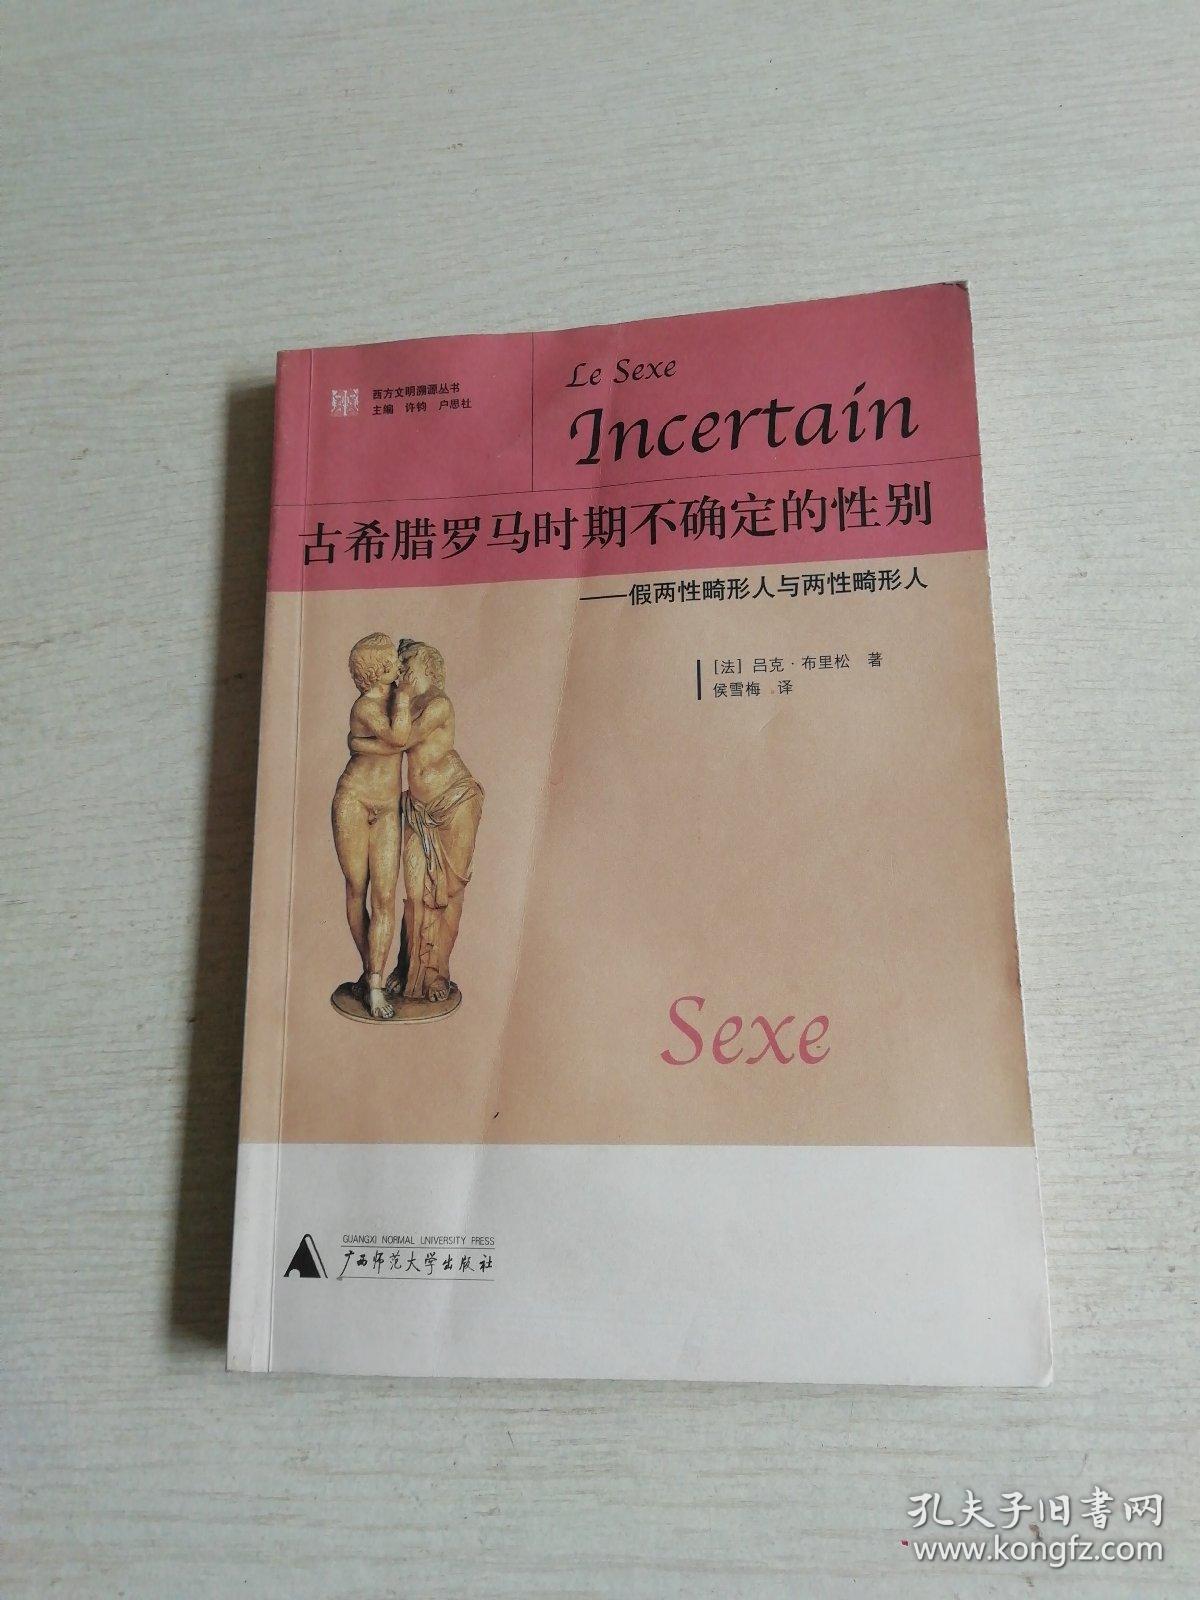 西方文明溯源丛书
主编 许钧 户思社
Le Sexe
Incertain
古希腊罗马时期不确定的性别
——假两性畸形人与两性畸形人
[法] 吕克·布里松 著
侯雪梅 译
Sexe
GUANGXI NORMAL UNIVERSITY PRESS
广西师范大学出版社
孔夫子旧书网
www.kongfz.com